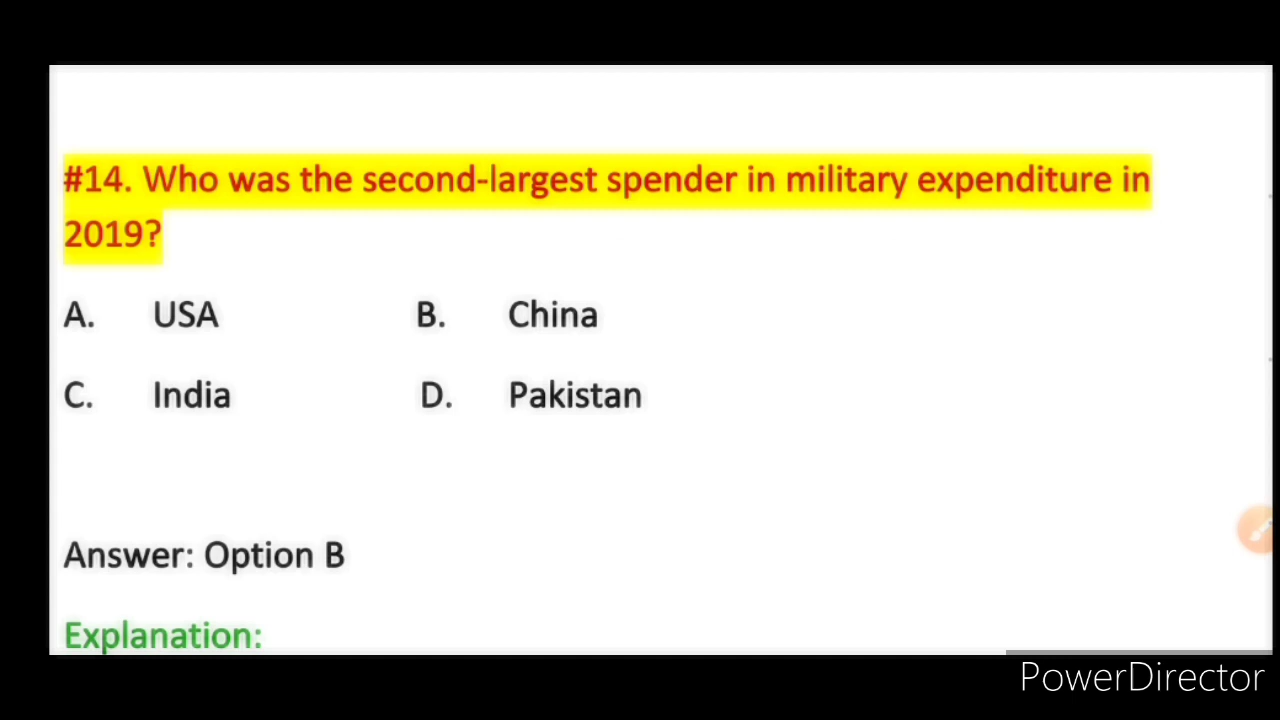 #14. Who was the second-largest spender in military expenditure in
2019?
A. USA B. China
C. India D. Pakistan
Answer: Option B
Explanation:
PowerDirector